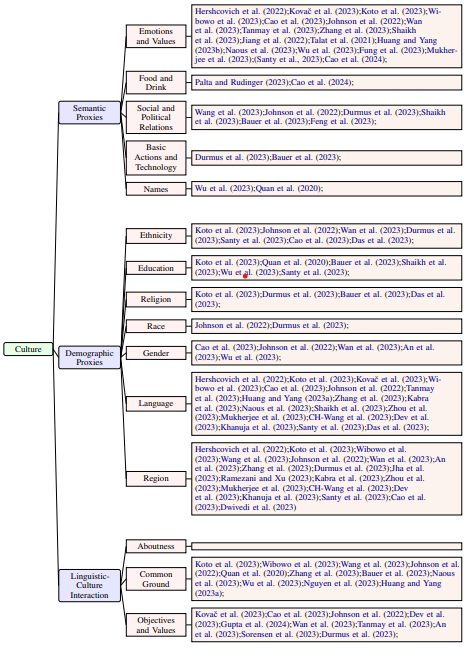 Emotions
and Values
Hershcovich et al. (2022);Kovač et al. (2023);Koto et al. (2023);Wi-
bowo et al. (2023);Cao et al. (2023);Johnson et al. (2022);Wan
et al. (2023);Tanmay et al. (2023);Zhang et al. (2023);Shaikh
et al. (2023);Jiang et al. (2022);Talat et al. (2021);Huang and Yang
(2023b);Naous et al. (2023);Wu et al. (2023);Fung et al. (2023);Mukher-
jee et al. (2023);(Santy et al., 2023);Cao et al. (2024);
Food and
Drink
Palta and Rudinger (2023);Cao et al. (2024);
Semantic
Proxies
Social and
Political
Relations
Wang et al. (2023);Johnson et al. (2022);Durmus et al. (2023);Shaikh
et al. (2023);Bauer et al. (2023);Feng et al. (2023);
Basic
Actions and
Technology
Durmus et al. (2023);Bauer et al. (2023);
Names
Wu et al. (2023);Quan et al. (2020);
Ethnicity
Koto et al. (2023);Johnson et al. (2022);Wan et al. (2023);Durmus et al.
(2023);Santy et al. (2023);Cao et al. (2023);Das et al. (2023);
Education
Koto et al. (2023);Quan et al. (2020);Bauer et al. (2023);Shaikh et al.
(2023);Wu et al. (2023);Santy et al. (2023);
Religion
Koto et al. (2023);Durmus et al. (2023);Bauer et al. (2023);Das et al.
(2023);
Race
Johnson et al. (2022);Durmus et al. (2023);
Culture
Demographic
Proxies
Gender
Cao et al. (2023);Johnson et al. (2022);Wan et al. (2023);An et al.
(2023);Wu et al. (2023);
Language
Hershcovich et al. (2022);Koto et al. (2023);Kovač et al. (2023);Wi-
bowo et al. (2023);Cao et al. (2023);Johnson et al. (2022);Tanmay
et al. (2023);Huang and Yang (2023a);Zhang et al. (2023);Kabra
et al. (2023);Naous et al. (2023);Shaikh et al. (2023);Zhou et al.
(2023);Mukherjee et al. (2023);CH-Wang et al. (2023);Dev et al.
(2023);Khanuja et al. (2023);Santy et al. (2023);Das et al. (2023);
Region
Hershcovich et al. (2022);Koto et al. (2023);Wibowo et al.
(2023);Wang et al. (2023);Johnson et al. (2022);Wan et al. (2023);An
et al. (2023);Zhang et al. (2023);Durmus et al. (2023);Jha et al.
(2023);Ramezani and Xu (2023);Kabra et al. (2023);Zhou et al.
(2023);Mukherjee et al. (2023);CH-Wang et al. (2023);Dev
et al. (2023);Khanuja et al. (2023);Santy et al. (2023);Cao et al.
(2023);Dwivedi et al. (2023)
Aboutness
Linguistic-
Culture
Interaction
Common
Ground
Koto et al. (2023);Wibowo et al. (2023);Wang et al. (2023);Johnson et al.
(2022);Quan et al. (2020);Zhang et al. (2023);Bauer et al. (2023);Naous
et al. (2023);Wu et al. (2023);Nguyen et al. (2023);Huang and Yang
(2023a);
Objectives
and Values
Kovač et al. (2023);Cao et al. (2023);Johnson et al. (2022);Dev et al.
(2023);Gupta et al. (2024);Wan et al. (2023);Tanmay et al. (2023);An
et al. (2023);Sorensen et al. (2023);Durmus et al. (2023);